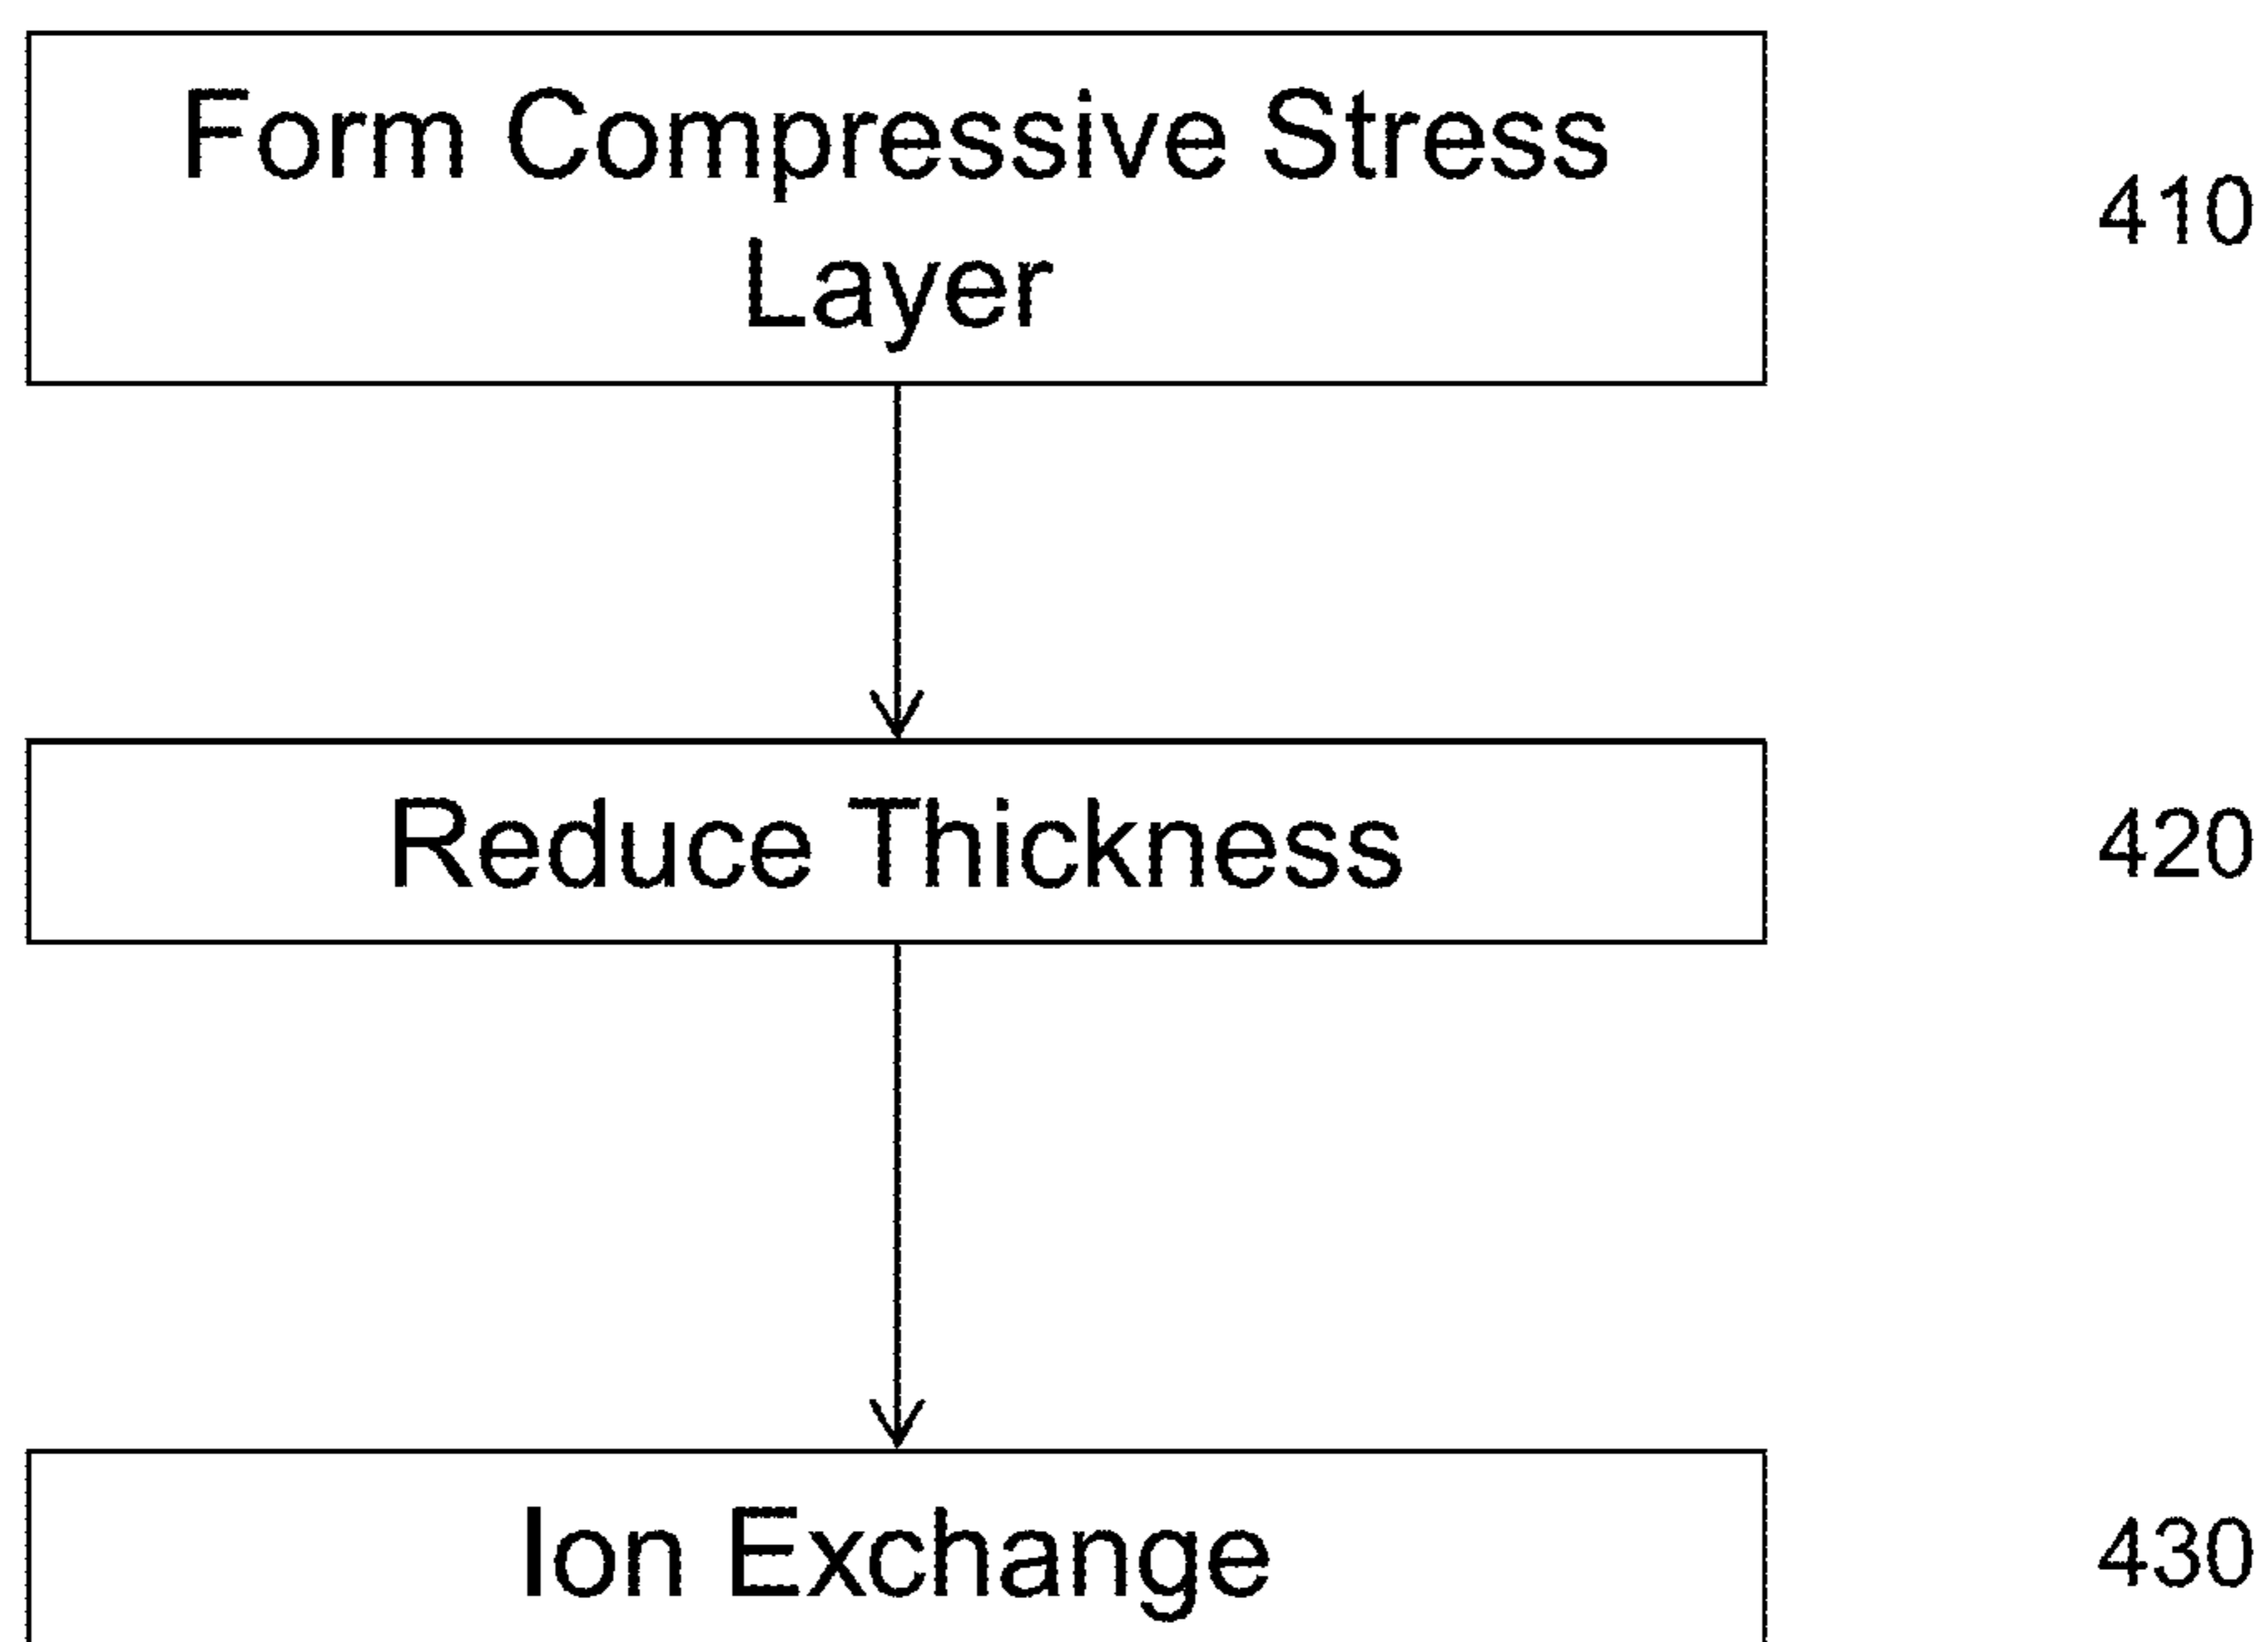 Form Compressive Stress
Layer
410
Reduce Thickness
420
Ion Exchange
430